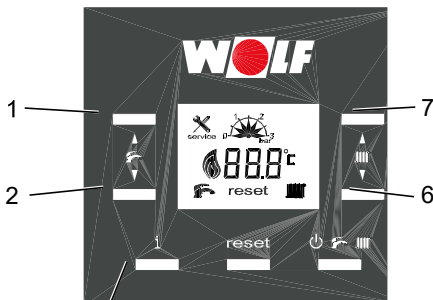 WOLF
1
7
service
0 1 2 3
bar
88.8°C
2
6
reset
i
reset